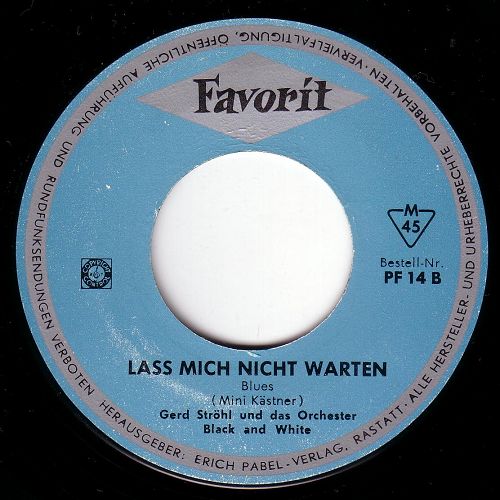 Favorit
M
45
Bestell-Nr.
PF 14 B
LASS MICH NICHT WARTEN
Blues
(Mini Kästner)
Gerd Ströhl und das Orchester
Black and White
HERAUSGEBER: ERICH PABEL-VERLAG, RASTATT · ALLE HERSTELLER- UND URHEBERRECHTE VORBEHALTEN · VERVIELFÄLTIGUNG, ÖFFENTLICHE AUFFÜHRUNG UND RUNDFUNKSENDUNGEN VERBOTEN